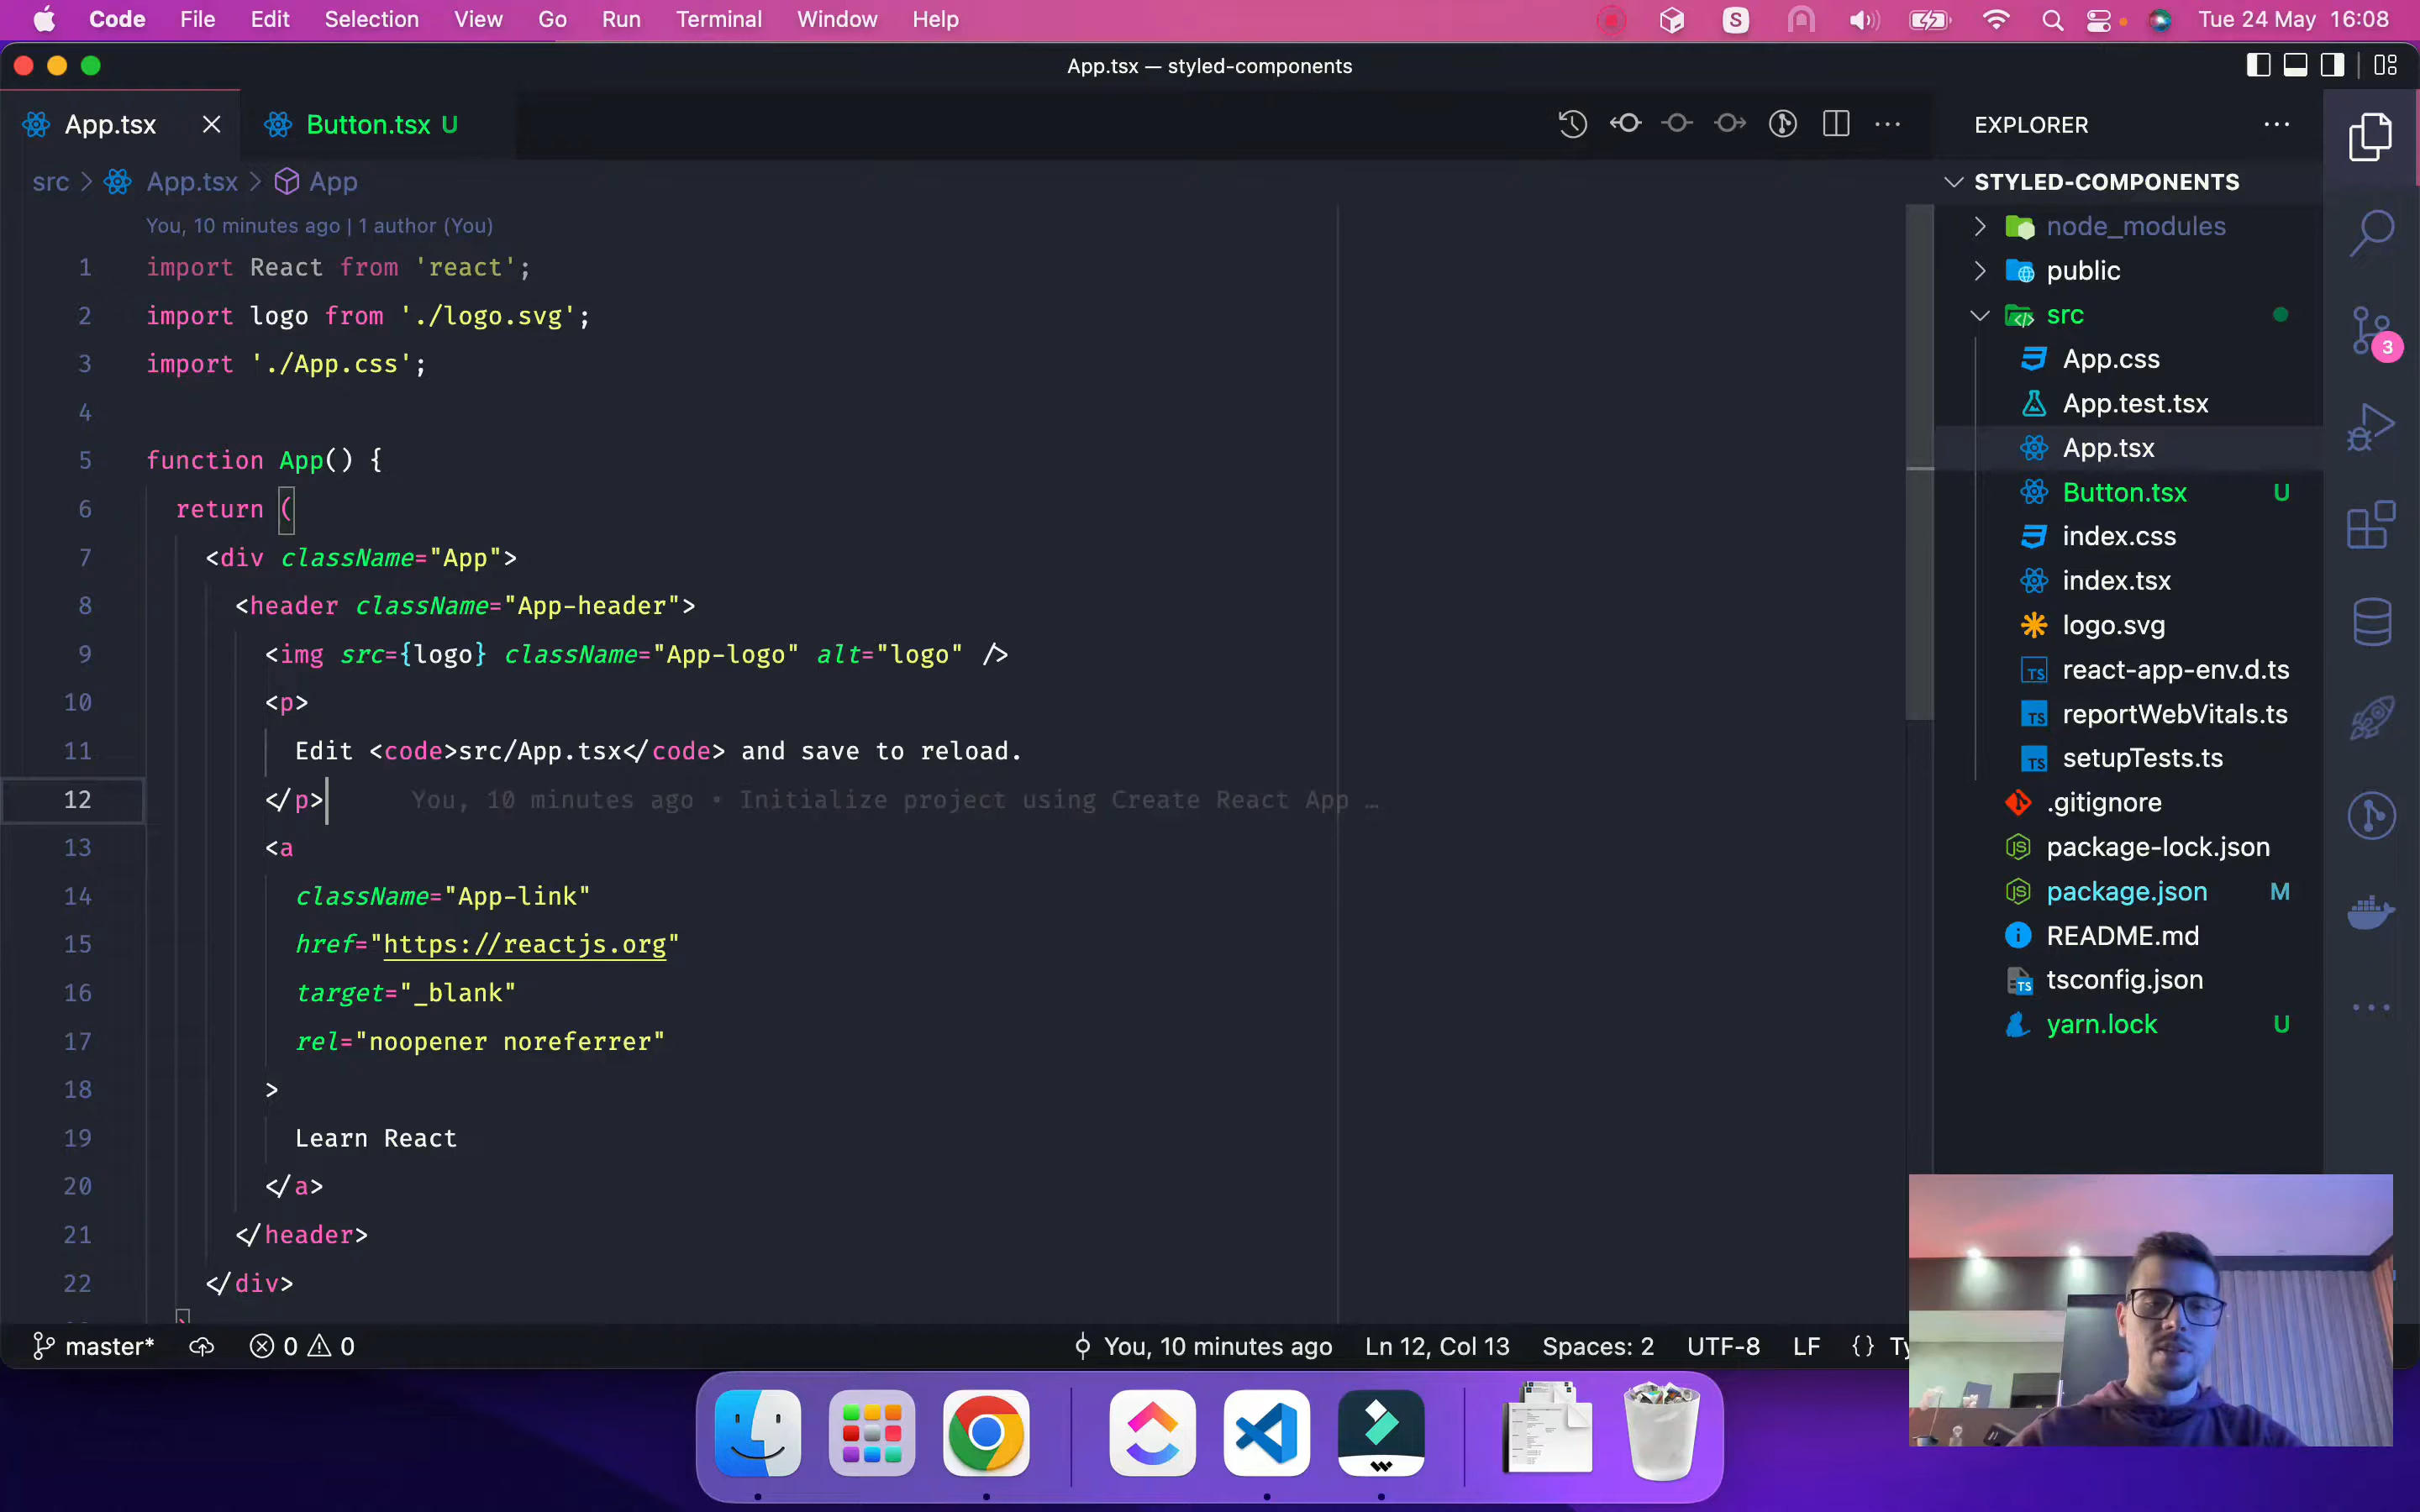 Code File Edit Selection View Go Run Terminal Window Help
S
Tue 24 May 16:08
App.tsx — styled-components
App.tsx
Button.tsx U
EXPLORER
src > App.tsx > App
STYLED-COMPONENTS
You, 10 minutes ago | 1 author (You)
1 import React from 'react';
2 import logo from './logo.svg';
3 import './App.css';
4
5 function App() {
6 return (
7 <div className="App">
8 <header className="App-header">
9 <img src={logo} className="App-logo" alt="logo" />
10 <p>
11 Edit <code>src/App.tsx</code> and save to reload.
12 </p> You, 10 minutes ago • Initialize project using Create React App …
13 <a
14 className="App-link"
15 href="https://reactjs.org"
16 target="_blank"
17 rel="noopener noreferrer"
18 >
19 Learn React
20 </a>
21 </header>
22 </div>
node_modules
public
src
App.css
App.test.tsx
App.tsx
Button.tsx U
index.css
index.tsx
logo.svg
react-app-env.d.ts
reportWebVitals.ts
setupTests.ts
.gitignore
package-lock.json
package.json M
README.md
tsconfig.json
yarn.lock U
3
master* 0 0
You, 10 minutes ago Ln 12, Col 13 Spaces: 2 UTF-8 LF {}